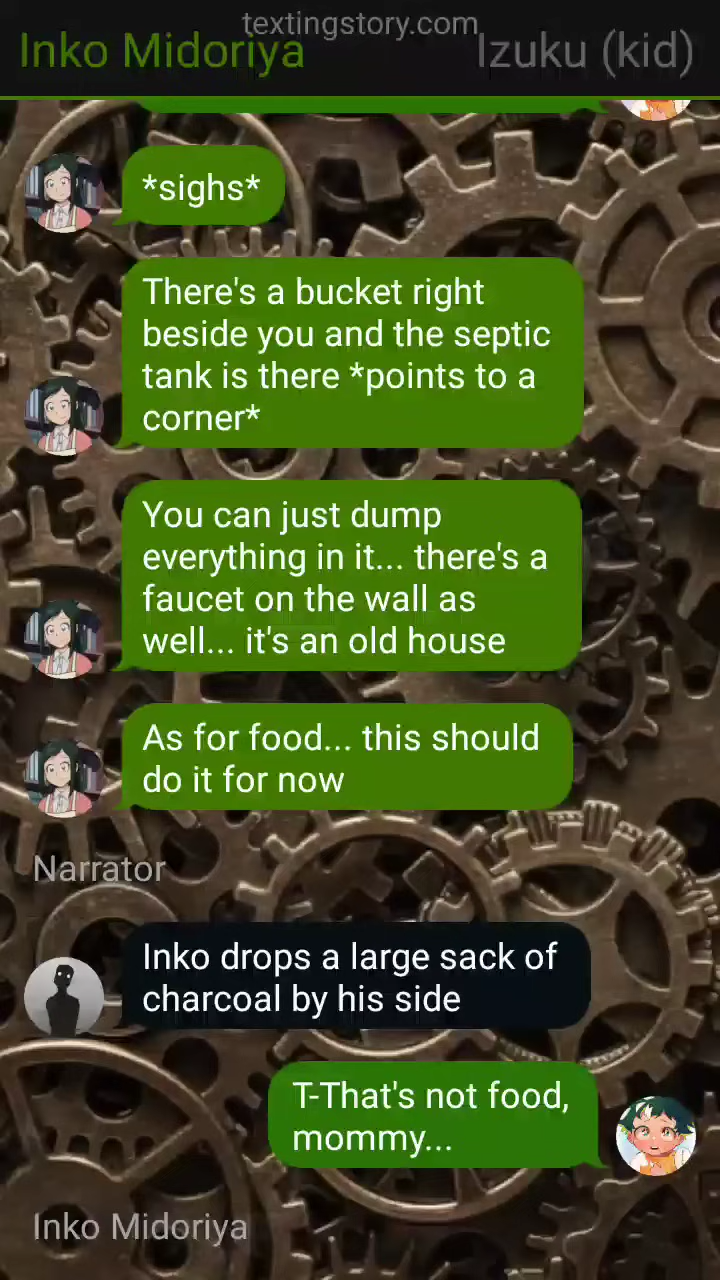 textingstory.com
Inko Midoriya
Izuku (kid)
*sighs*
There's a bucket right
beside you and the septic
tank is there *points to a
corner*
You can just dump
everything in it... there's a
faucet on the wall as
well... it's an old house
As for food... this should
do it for now
Narrator
Inko drops a large sack of
charcoal by his side
T-That's not food,
mommy...
Inko Midoriya